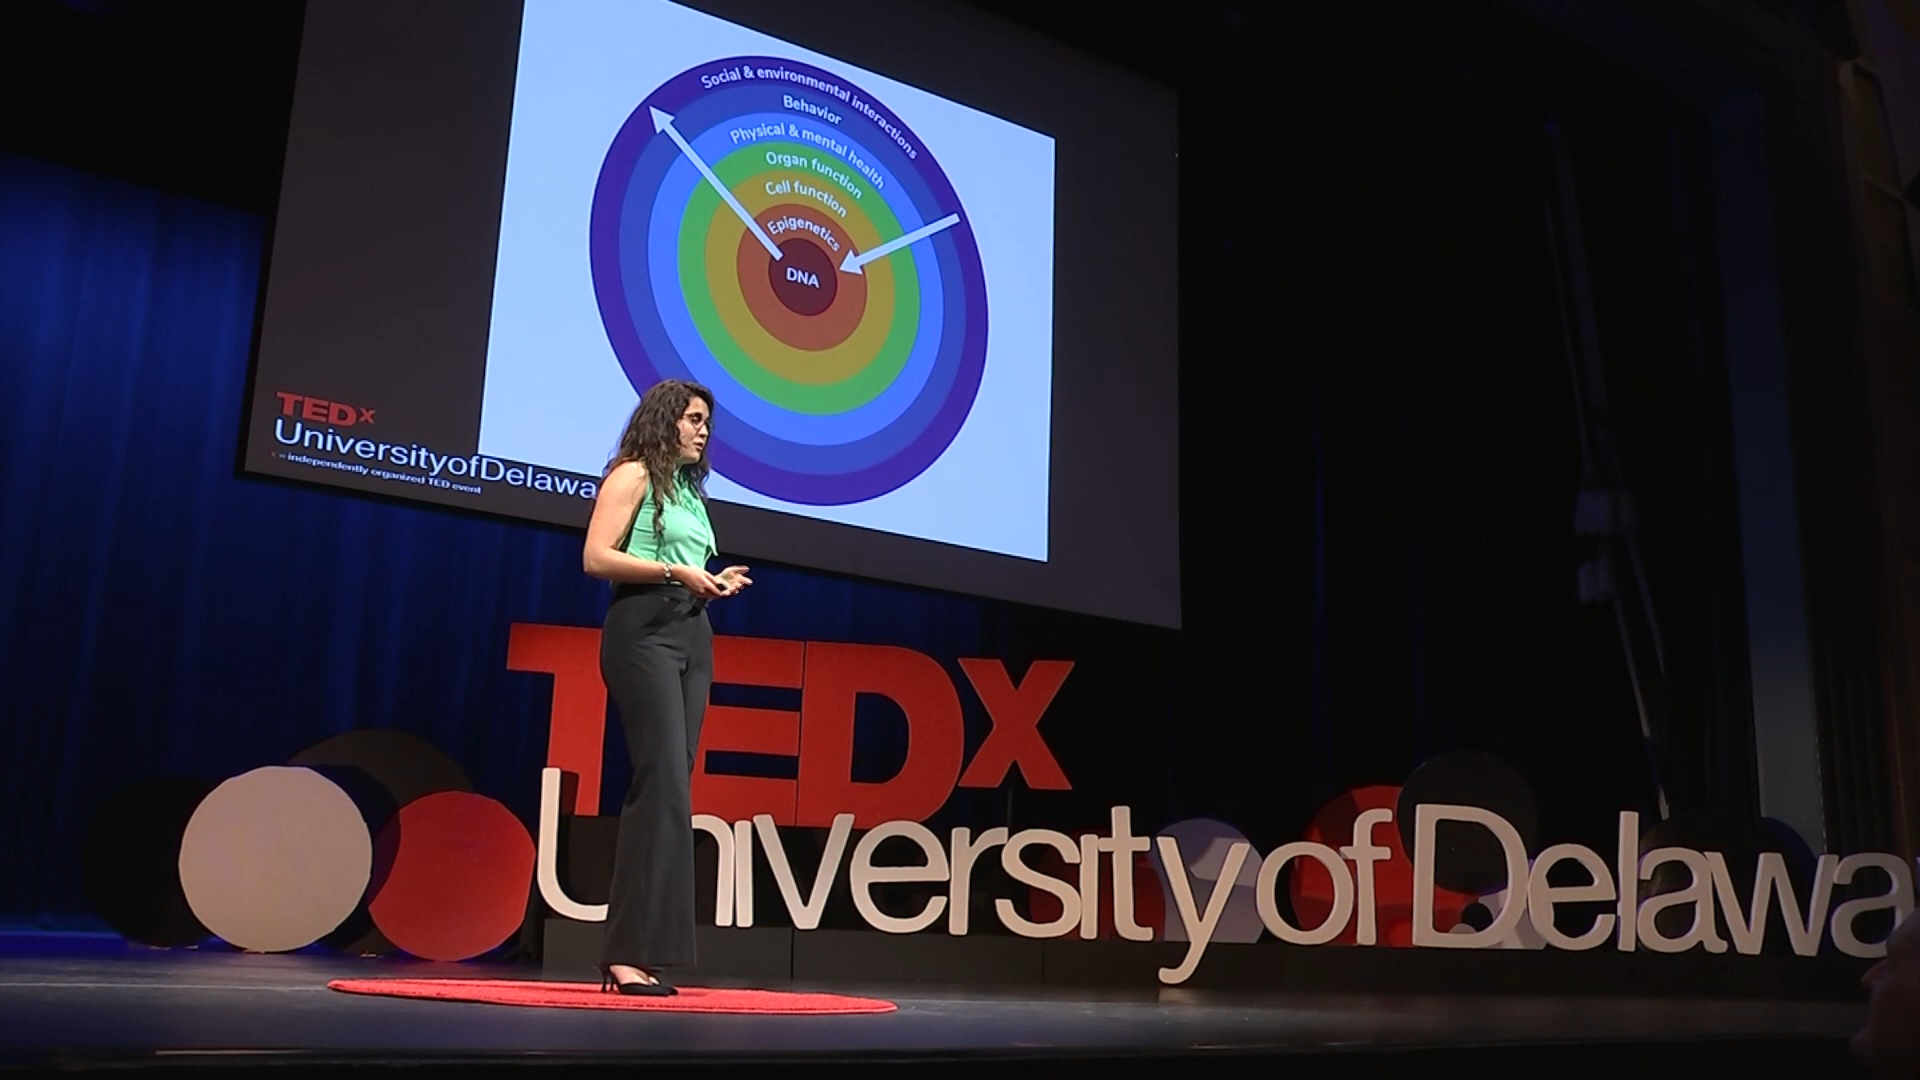 Social & environmental interactions
Behavior
Physical & mental health
Organ function
Cell function
Epigenetics
DNA
TEDx
UniversityofDelawa
x = independently organized TED event
TEDx
UniversityofDelawa